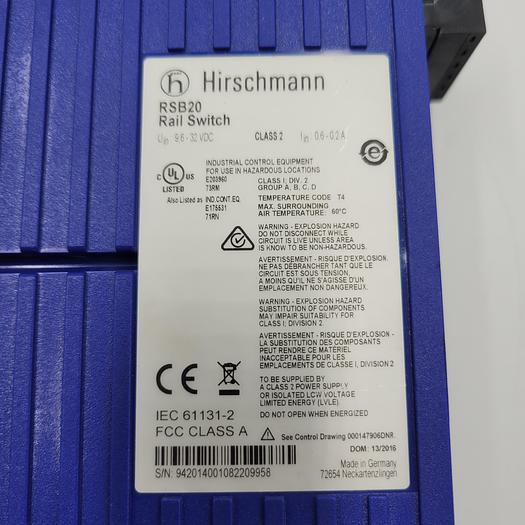 Hirschmann
RSB20
Rail Switch
Uin 9.6 - 32 VDC CLASS 2 Iin 0.6 - 0.2 A
INDUSTRIAL CONTROL EQUIPMENT
FOR USE IN HAZARDOUS LOCATIONS
C UL US
LISTED
E203960
73RM
CLASS I, DIV. 2
GROUP A, B, C, D
Also Listed as IND.CONT.EQ.
E175531
71RN
TEMPERATURE CODE T4
MAX. SURROUNDING
AIR TEMPERATURE: 60°C
WARNING - EXPLOSION HAZARD
DO NOT DISCONNECT WHILE
CIRCUIT IS LIVE UNLESS AREA
IS KNOW TO BE NON-HAZARDOUS.
AVERTISSEMENT - RISQUE D'EXPLOSION.
NE PAS DÉBRANCHER TANT QUE LE
CIRCUIT EST SOUS TENSION,
A MOINS QU'IL NE S'AGISSE D'UN
EMPLACEMENT NON DANGEREUX.
WARNING - EXPLOSION HAZARD
SUBSTITUTION OF COMPONENTS
MAY IMPAIR SUITABILITY FOR
CLASS I, DIVISION 2.
AVERTISSEMENT - RISQUE D'EXPLOSION -
LA SUBSTITUTION DES COMPOSANTS
PEUT RENDRE CE MATERIEL
INACCEPTABLE POUR LES
EMPLACEMENTS DE CLASSE I, DIVISION 2
TO BE SUPPLIED BY
A CLASS 2 POWER SUPPLY
OR ISOLATED LOW VOLTAGE
LIMITED ENERGY (LVLE).
DO NOT OPEN WHEN ENERGIZED
CE
IEC 61131-2
FCC CLASS A
See Control Drawing 000147906DNR.
DOM: 13/2016
S/N: 942014001082209958
Made in Germany
72654 Neckartenzlingen